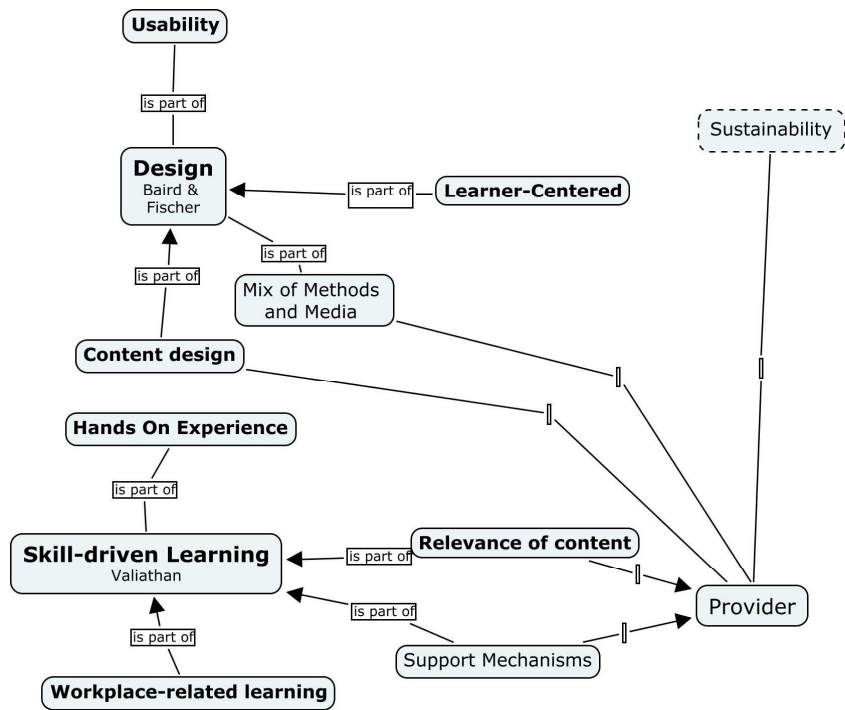 Usability
is part of
Sustainability
Design
Baird &
Fischer
is part of
Learner-Centered
is part of
is part of
Mix of Methods
and Media
Content design
Hands On Experience
is part of
Skill-driven Learning
Valiathan
is part of
Relevance of content
Provider
is part of
is part of
Support Mechanisms
Workplace-related learning